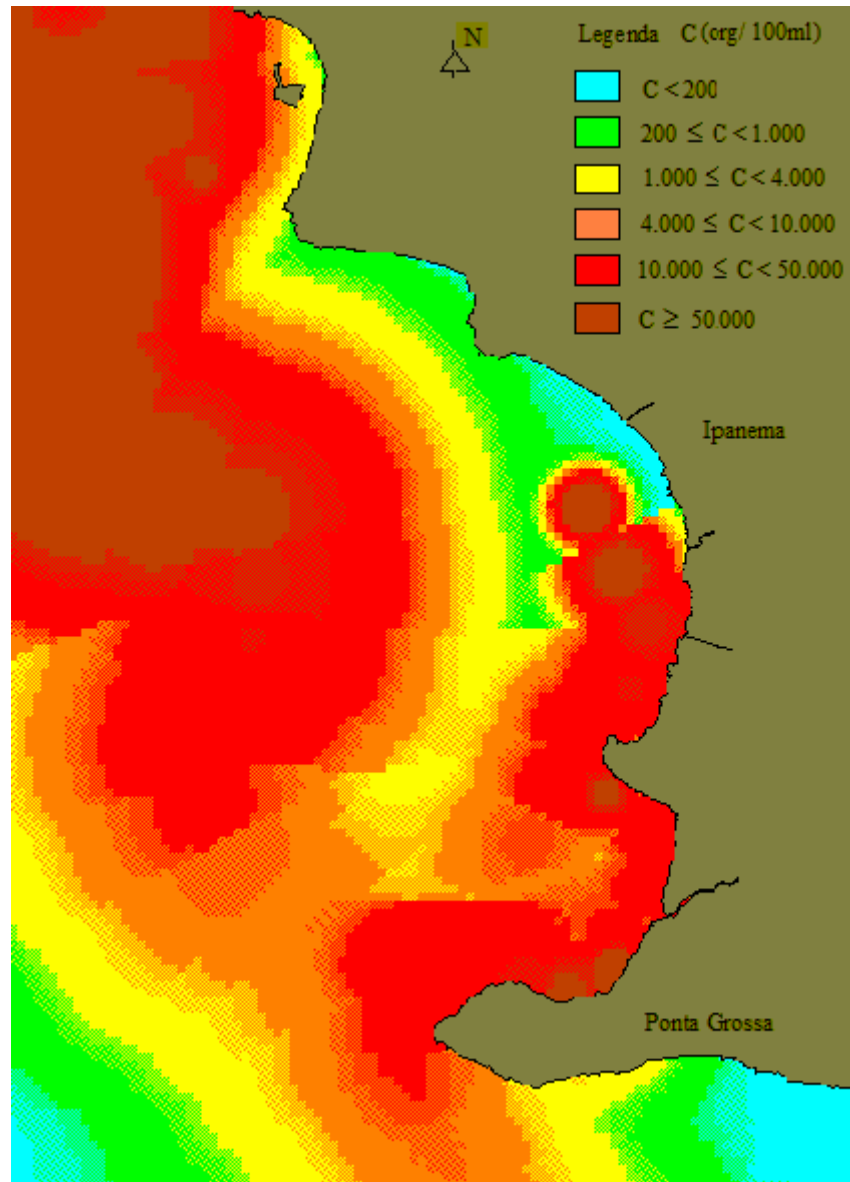 N
Legenda C (org/ 100ml)
C < 200
200 ≤ C < 1.000
1.000 ≤ C < 4.000
4.000 ≤ C < 10.000
10.000 ≤ C < 50.000
C ≥ 50.000
Ipanema
Ponta Grossa